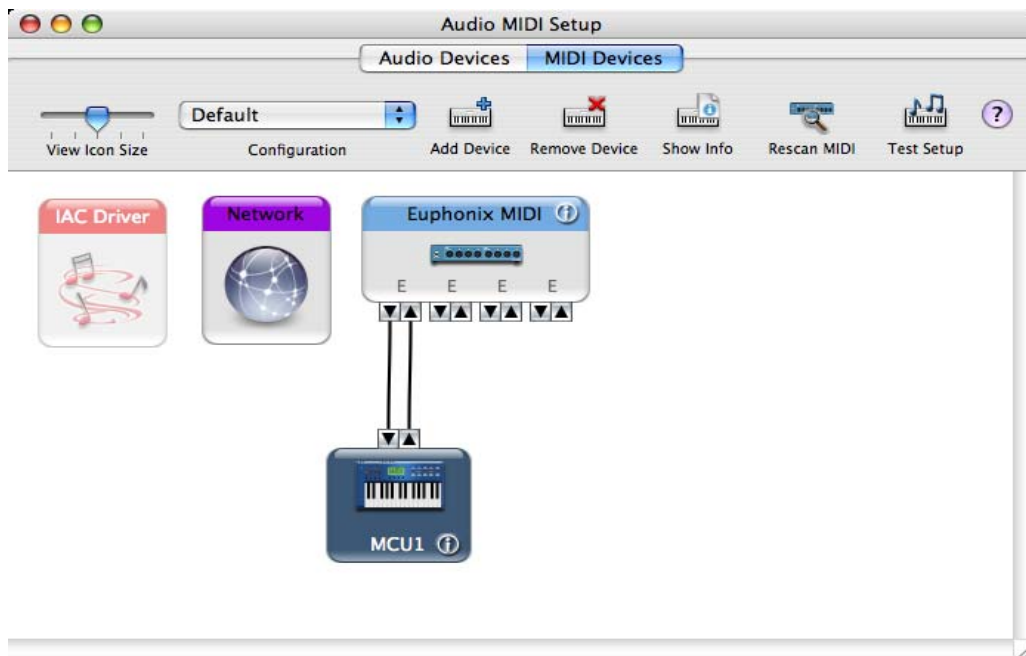 Audio MIDI Setup
Audio Devices MIDI Devices
Default
View Icon Size Configuration Add Device Remove Device Show Info Rescan MIDI Test Setup ?
IAC Driver Network Euphonix MIDI i
E E E E
MCU1 i